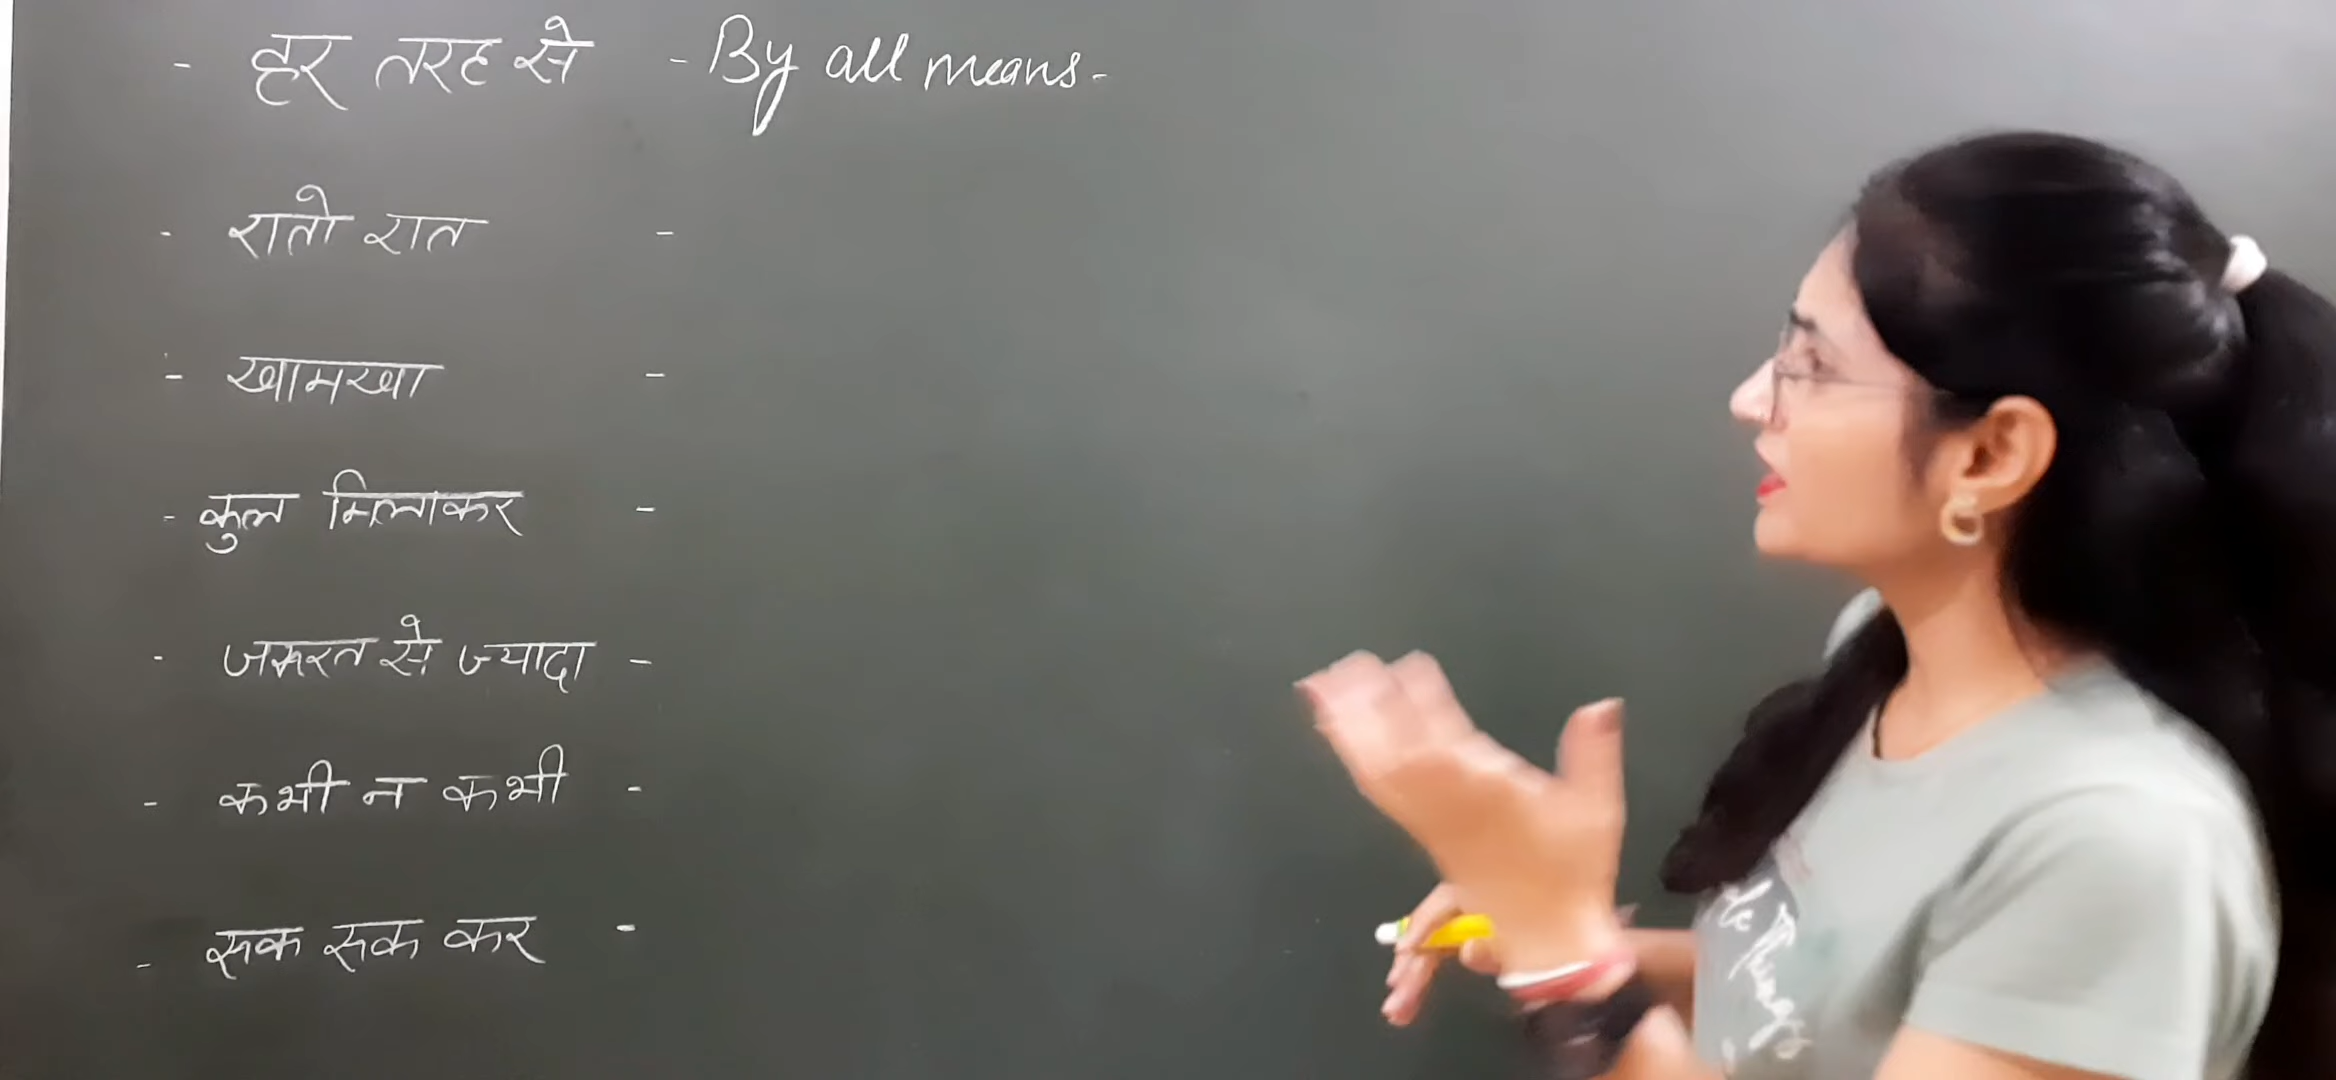 - हर तरह से - By all means -
- रातो रात -
- खामखा -
- कुल मिलाकर -
- जरूरत से ज्यादा -
- कभी न कभी -
- रूक रूक कर -